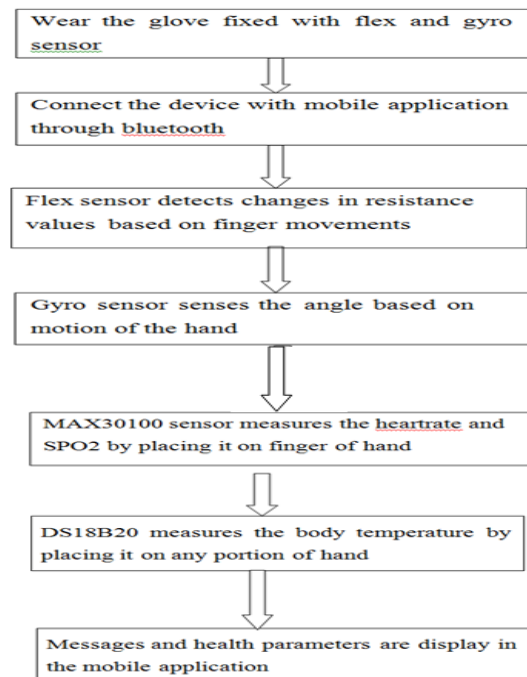 Wear the glove fixed with flex and gyro
sensor
Connect the device with mobile application
through bluetooth
Flex sensor detects changes in resistance
values based on finger movements
Gyro sensor senses the angle based on
motion of the hand
MAX30100 sensor measures the heartrate and
SPO2 by placing it on finger of hand
DS18B20 measures the body temperature by
placing it on any portion of hand
Messages and health parameters are display in
the mobile application